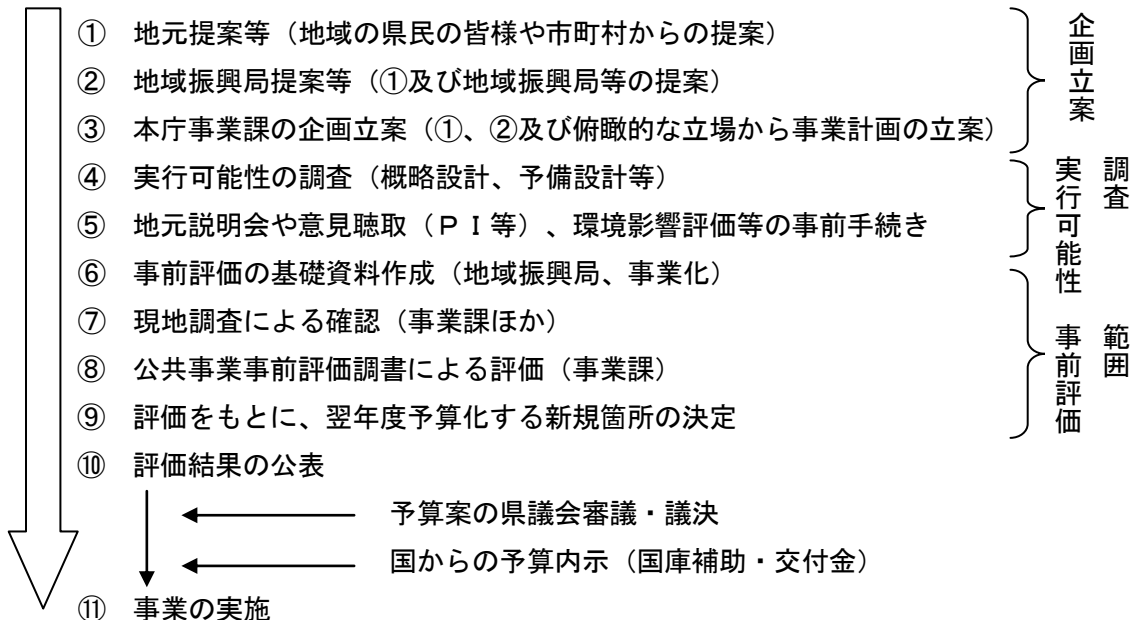 ① 地元提案等（地域の県民の皆様や市町村からの提案）
② 地域振興局提案等（①及び地域振興局等の提案）
③ 本庁事業課の企画立案（①、②及び俯瞰的な立場から事業計画の立案）
企画立案
④ 実行可能性の調査（概略設計、予備設計等）
⑤ 地元説明会や意見聴取（ＰＩ等）、環境影響評価等の事前手続き
実行可能性
調査
⑥ 事前評価の基礎資料作成（地域振興局、事業化）
⑦ 現地調査による確認（事業課ほか）
⑧ 公共事業事前評価調書による評価（事業課）
⑨ 評価をもとに、翌年度予算化する新規箇所の決定
事前評価
範囲
⑩ 評価結果の公表
予算案の県議会審議・議決
国からの予算内示（国庫補助・交付金）
⑪ 事業の実施